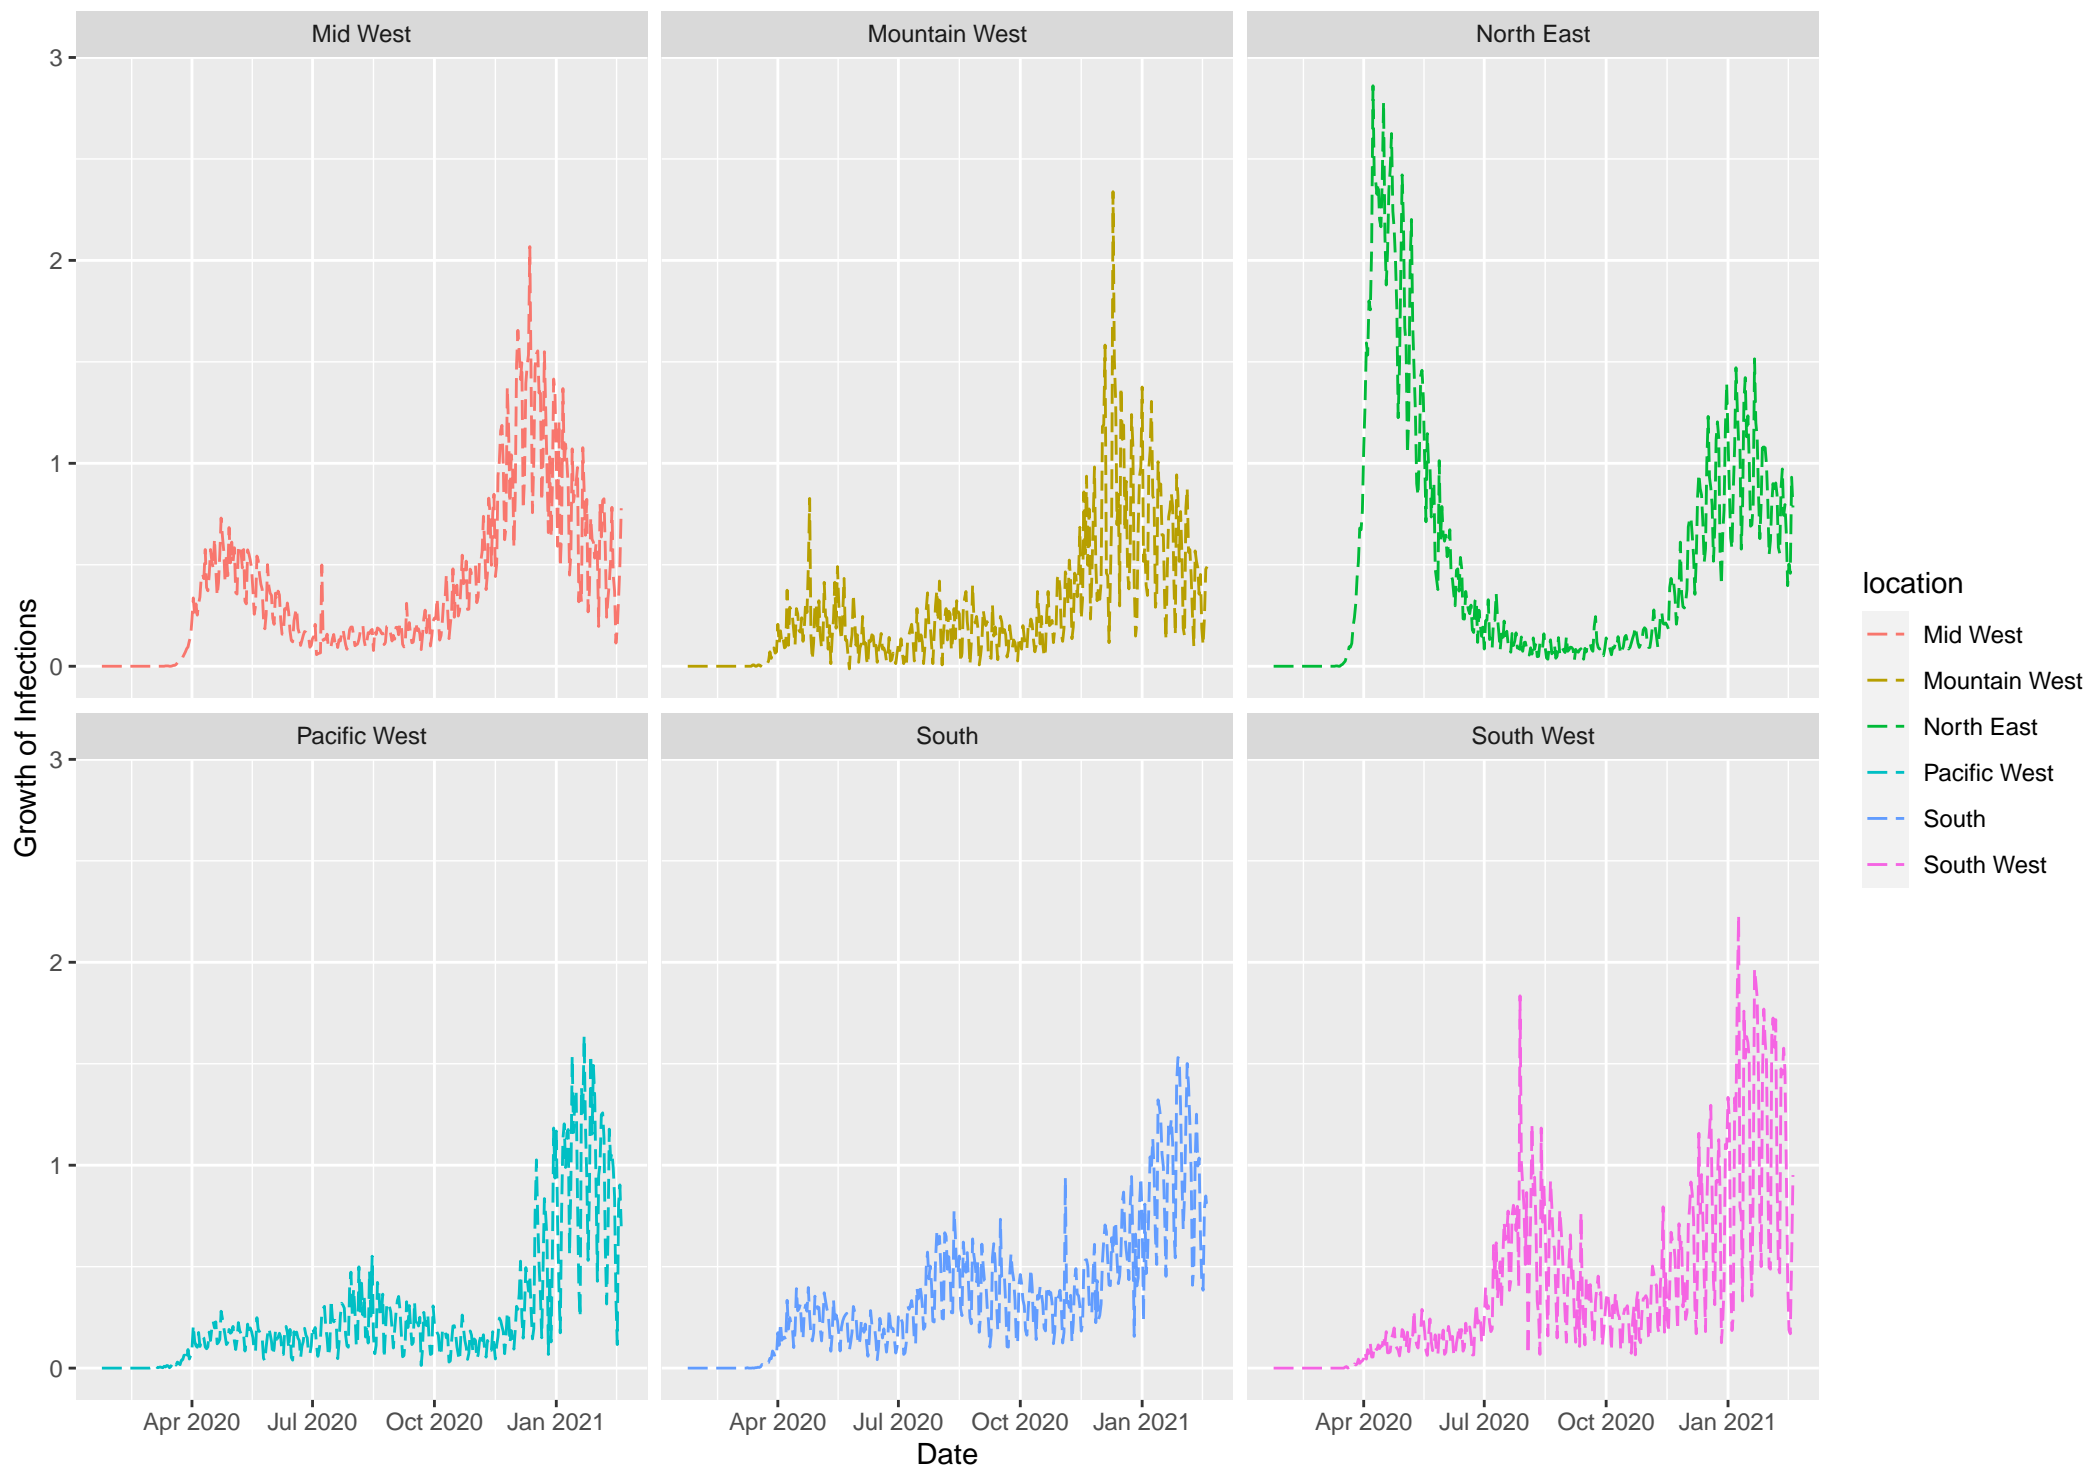 Mid West
Mountain West
North East
3
2
1
0
Growth of Infections
Pacific West
South
South West
3
2
1
0
Apr 2020 Jul 2020 Oct 2020 Jan 2021
Apr 2020 Jul 2020 Oct 2020 Jan 2021
Apr 2020 Jul 2020 Oct 2020 Jan 2021
Date
location
Mid West
Mountain West
North East
Pacific West
South
South West